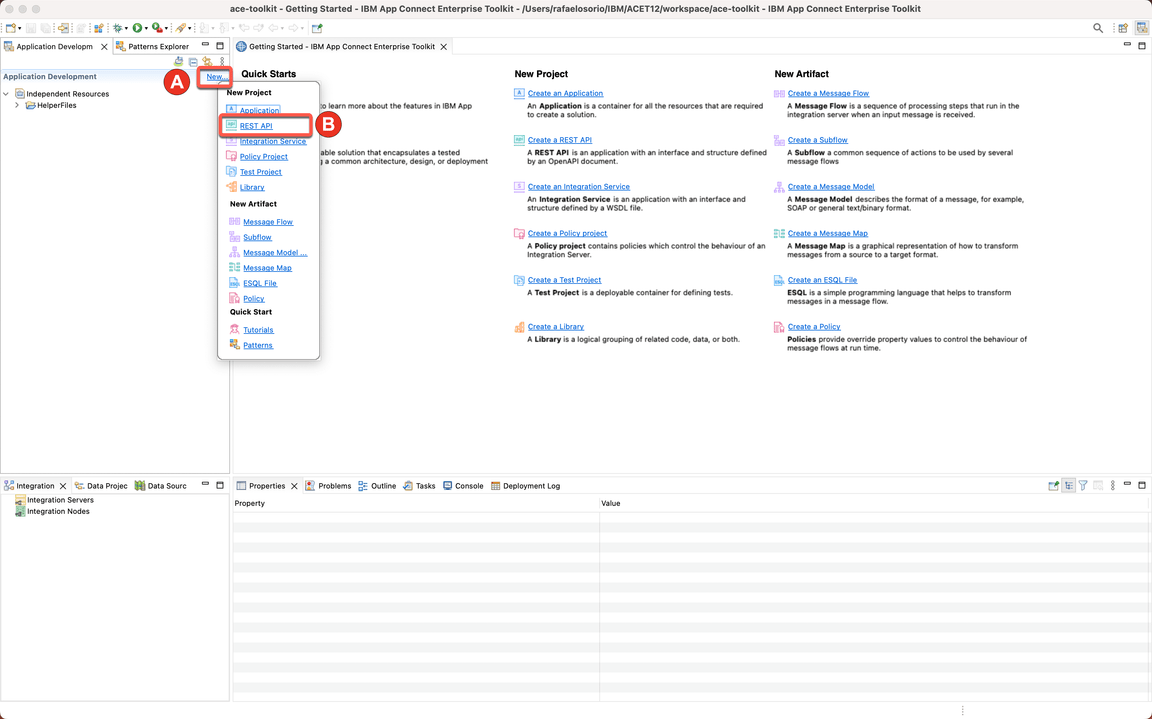 ace-toolkit - Getting Started - IBM App Connect Enterprise Toolkit - /Users/rafaelosorio/IBM/ACET12/workspace/ace-toolkit - IBM App Connect Enterprise Toolkit
Application Developm
Patterns Explorer
Application Development
New...
A
Independent Resources
HelperFiles
New Project
Application
REST API
B
Integration Service
Policy Project
Test Project
Library
New Artifact
Message Flow
Subflow
Message Model ...
Message Map
ESQL File
Policy
Quick Start
Tutorials
Patterns
Getting Started - IBM App Connect Enterprise Toolkit
Quick Starts
to learn more about the features in IBM App
able solution that encapsulates a tested
g a common architecture, design, or deployment
New Project
Create an Application
An Application is a container for all the resources that are required
to create a solution.
Create a REST API
A REST API is an application with an interface and structure defined
by an OpenAPI document.
Create an Integration Service
An Integration Service is an application with an interface and
structure defined by a WSDL file.
Create a Policy project
A Policy project contains policies which control the behaviour of an
Integration Server.
Create a Test Project
A Test Project is a deployable container for defining tests.
Create a Library
A Library is a logical grouping of related code, data, or both.
New Artifact
Create a Message Flow
A Message Flow is a sequence of processing steps that run in the
integration server when an input message is received.
Create a Subflow
A Subflow a common sequence of actions to be used by several
message flows
Create a Message Model
A Message Model describes the format of a message, for example,
SOAP or general text/binary format.
Create a Message Map
A Message Map is a graphical representation of how to transform
messages from a source to a target format.
Create an ESQL File
ESQL is a simple programming language that helps to transform
messages in a message flow.
Create a Policy
Policies provide override property values to control the behaviour of
message flows at run time.
Integration
Data Projec
Data Sourc
Integration Servers
Integration Nodes
Properties
Problems
Outline
Tasks
Console
Deployment Log
Property
Value